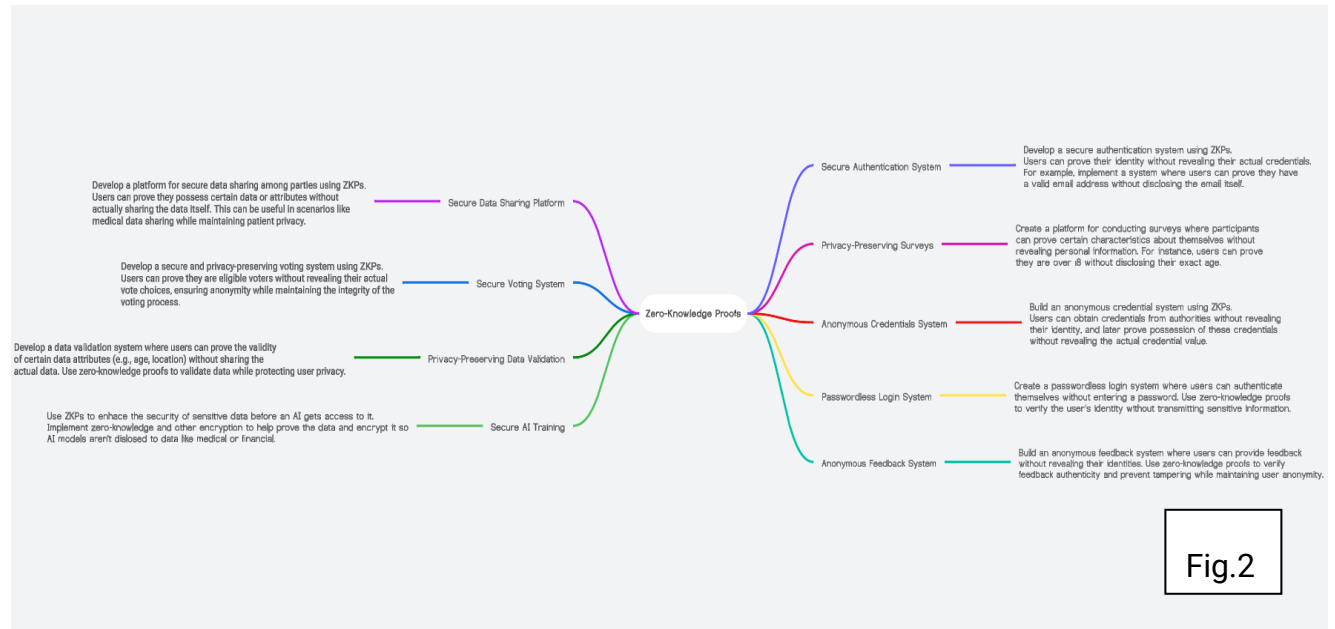 Develop a platform for secure data sharing among parties using ZKPs.
Users can prove they possess certain data or attributes without
actually sharing the data itself. This can be useful in scenarios like
medical data sharing while maintaining patient privacy.
Secure Data Sharing Platform
Develop a secure and privacy-preserving voting system using ZKPs.
Users can prove they are eligible voters without revealing their actual
vote choices, ensuring anonymity while maintaining the integrity of the
voting process.
Secure Voting System
Develop a data validation system where users can prove the validity
of certain data attributes (e.g., age, location) without sharing the
actual data. Use zero-knowledge proofs to validate data while protecting user privacy.
Privacy-Preserving Data Validation
Use ZKPs to enhace the security of sensitive data before an AI gets access to it.
Implement zero-knowledge and other encryption to help prove the data and encrypt it so
AI models aren't dislosed to data like medical or financial.
Secure AI Training
Zero-Knowledge Proofs
Secure Authentication System
Develop a secure authentication system using ZKPs.
Users can prove their identity without revealing their actual credentials.
For example, implement a system where users can prove they have
a valid email address without disclosing the email itself.
Privacy-Preserving Surveys
Create a platform for conducting surveys where participants
can prove certain characteristics about themselves without
revealing personal information. For instance, users can prove
they are over 18 without disclosing their exact age.
Anonymous Credentials System
Build an anonymous credential system using ZKPs.
Users can obtain credentials from authorities without revealing
their identity, and later prove possession of these credentials
without revealing the actual credential value.
Passwordless Login System
Create a passwordless login system where users can authenticate
themselves without entering a password. Use zero-knowledge proofs
to verify the user's identity without transmitting sensitive information.
Anonymous Feedback System
Build an anonymous feedback system where users can provide feedback
without revealing their identities. Use zero-knowledge proofs to verify
feedback authenticity and prevent tampering while maintaining user anonymity.
Fig.2